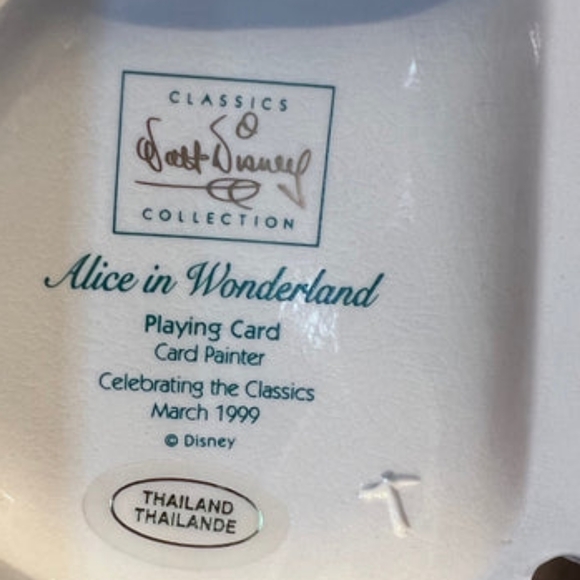 CLASSICS
Walt Disney
COLLECTION
Alice in Wonderland
Playing Card
Card Painter
Celebrating the Classics
March 1999
© Disney
THAILAND
THAILANDE